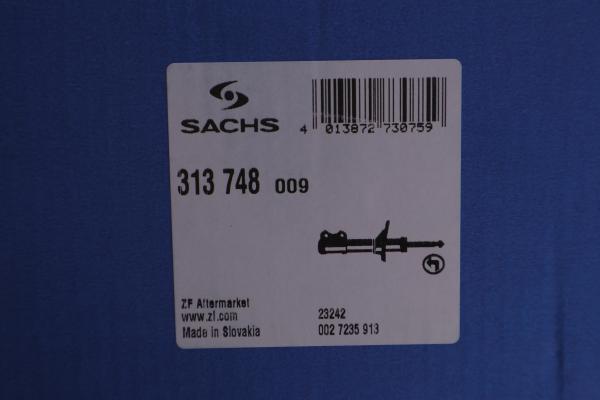 SACHS
4 013872 730759
313 748 009
ZF Aftermarket
www.zf.com
Made in Slovakia
23242
002 7235 913